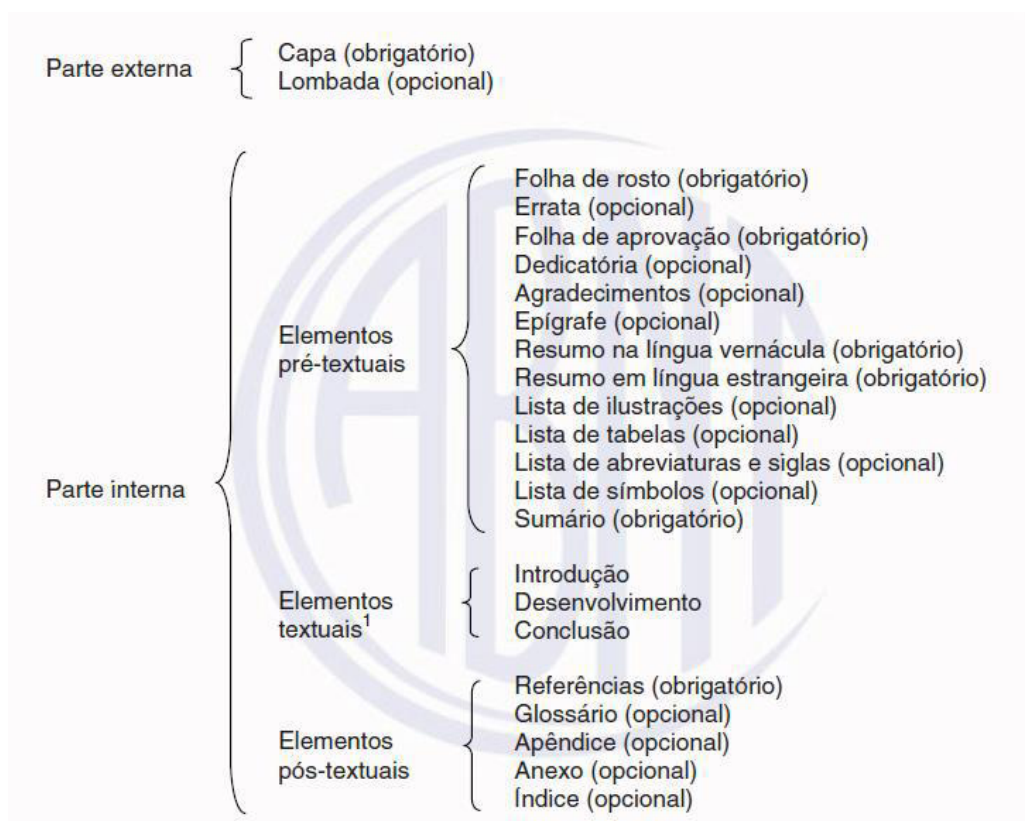 Parte externa
Capa (obrigatório)
Lombada (opcional)
Parte interna
Elementos
pré-textuais
Folha de rosto (obrigatório)
Errata (opcional)
Folha de aprovação (obrigatório)
Dedicatória (opcional)
Agradecimentos (opcional)
Epígrafe (opcional)
Resumo na língua vernácula (obrigatório)
Resumo em língua estrangeira (obrigatório)
Lista de ilustrações (opcional)
Lista de tabelas (opcional)
Lista de abreviaturas e siglas (opcional)
Lista de símbolos (opcional)
Sumário (obrigatório)
Elementos
textuais¹
Introdução
Desenvolvimento
Conclusão
Elementos
pós-textuais
Referências (obrigatório)
Glossário (opcional)
Apêndice (opcional)
Anexo (opcional)
Índice (opcional)
ABNT